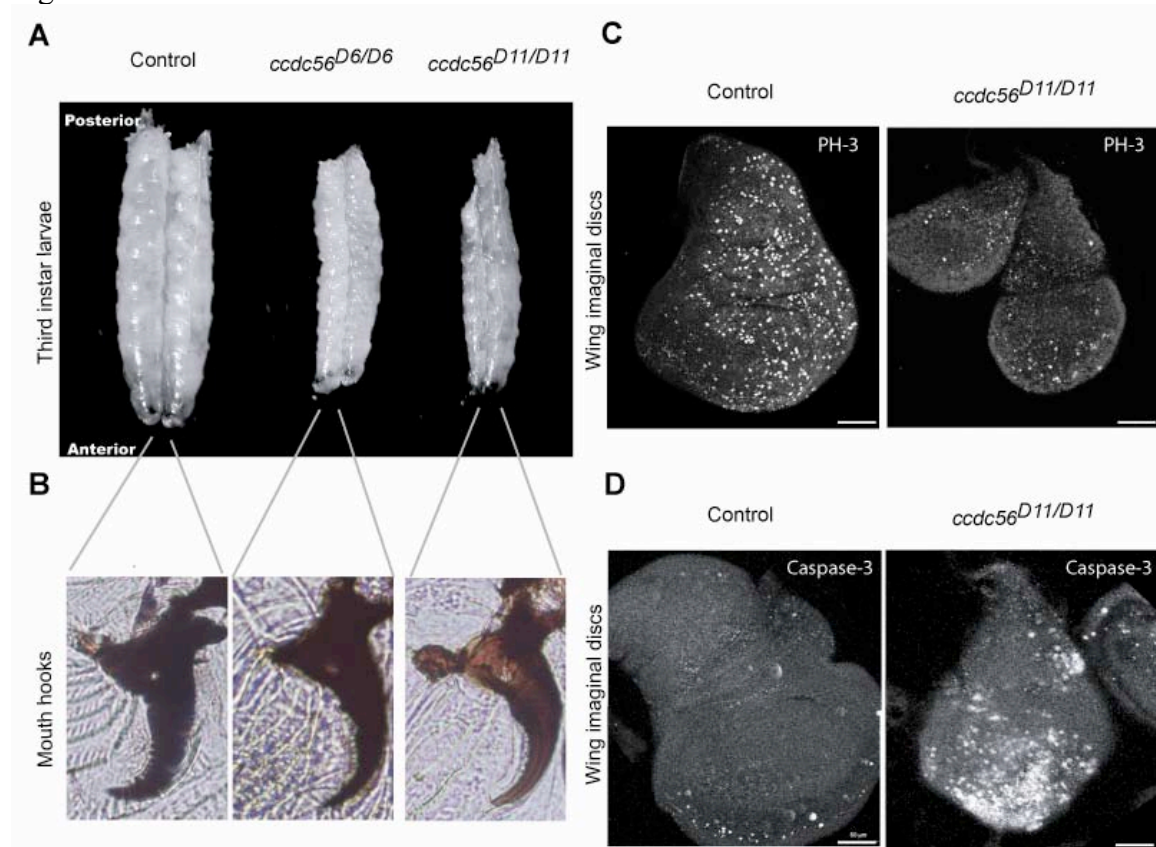 A
Control
ccdc56D6/D6
ccdc56D11/D11
Posterior
Third instar larvae
Anterior
B
Mouth hooks
C
Control
ccdc56D11/D11
Wing imaginal discs
PH-3
PH-3
D
Control
ccdc56D11/D11
Wing imaginal discs
Caspase-3
Caspase-3